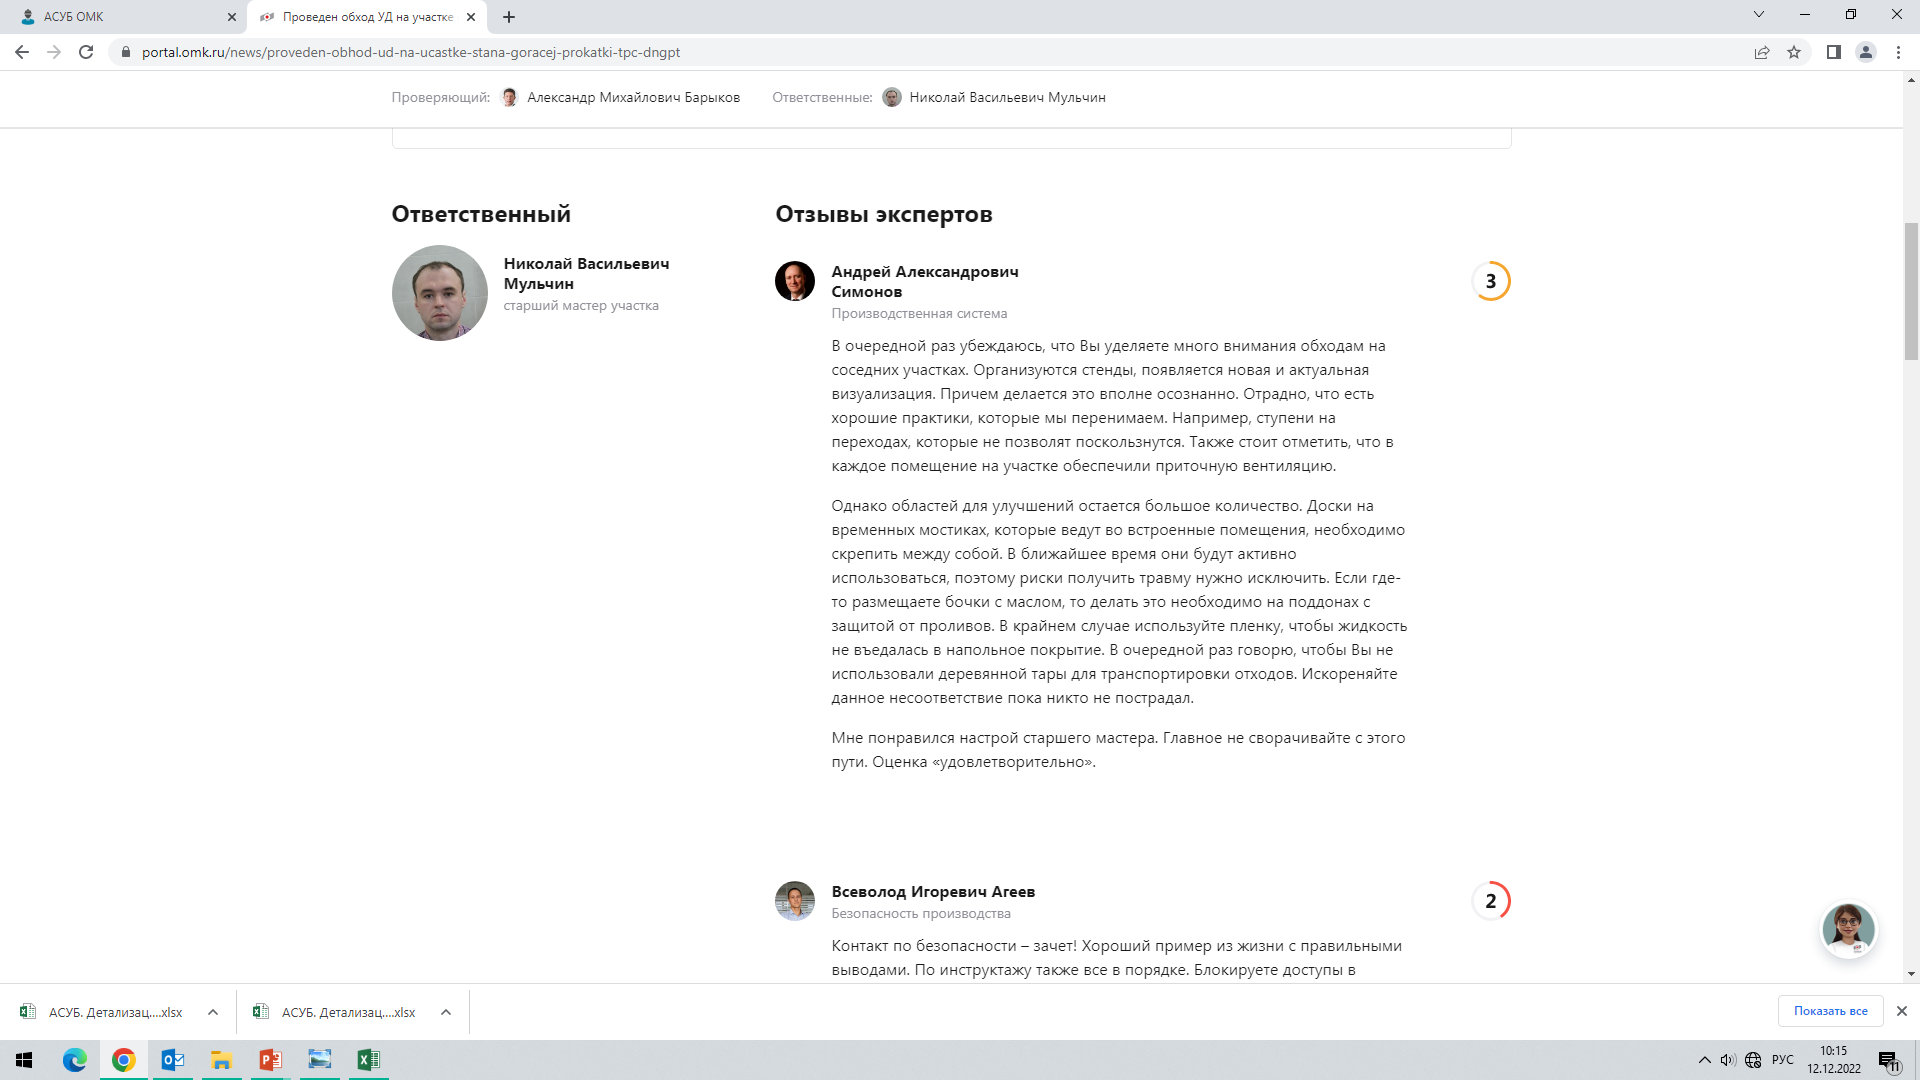 АСУБ ОМК
Проведен обход УД на участке
portal.omk.ru/news/proveden-obhod-ud-na-ucastke-stana-goracej-prokatki-tpc-dngpt
Проверяющий: Александр Михайлович Барыков Ответственные: Николай Васильевич Мульчин
Ответственный
Николай Васильевич
Мульчин
старший мастер участка
Отзывы экспертов
Андрей Александрович
Симонов
Производственная система
3
В очередной раз убеждаюсь, что Вы уделяете много внимания обходам на
соседних участках. Организуются стенды, появляется новая и актуальная
визуализация. Причем делается это вполне осознанно. Отрадно, что есть
хорошие практики, которые мы перенимаем. Например, ступени на
переходах, которые не позволят поскользнутся. Также стоит отметить, что в
каждое помещение на участке обеспечили приточную вентиляцию.
Однако областей для улучшений остается большое количество. Доски на
временных мостиках, которые ведут во встроенные помещения, необходимо
скрепить между собой. В ближайшее время они будут активно
использоваться, поэтому риски получить травму нужно исключить. Если где-
то размещаете бочки с маслом, то делать это необходимо на поддонах с
защитой от проливов. В крайнем случае используйте пленку, чтобы жидкость
не въедалась в напольное покрытие. В очередной раз говорю, чтобы Вы не
использовали деревянной тары для транспортировки отходов. Искореняйте
данное несоответствие пока никто не пострадал.
Мне понравился настрой старшего мастера. Главное не сворачивайте с этого
пути. Оценка «удовлетворительно».
Всеволод Игоревич Агеев
Безопасность производства
2
Контакт по безопасности – зачет! Хороший пример из жизни с правильными
выводами. По инструктажу также все в порядке. Блокируете доступы в
АСУБ. Детализац....xlsx
АСУБ. Детализац....xlsx
Показать все
РУС
10:15
12.12.2022
11